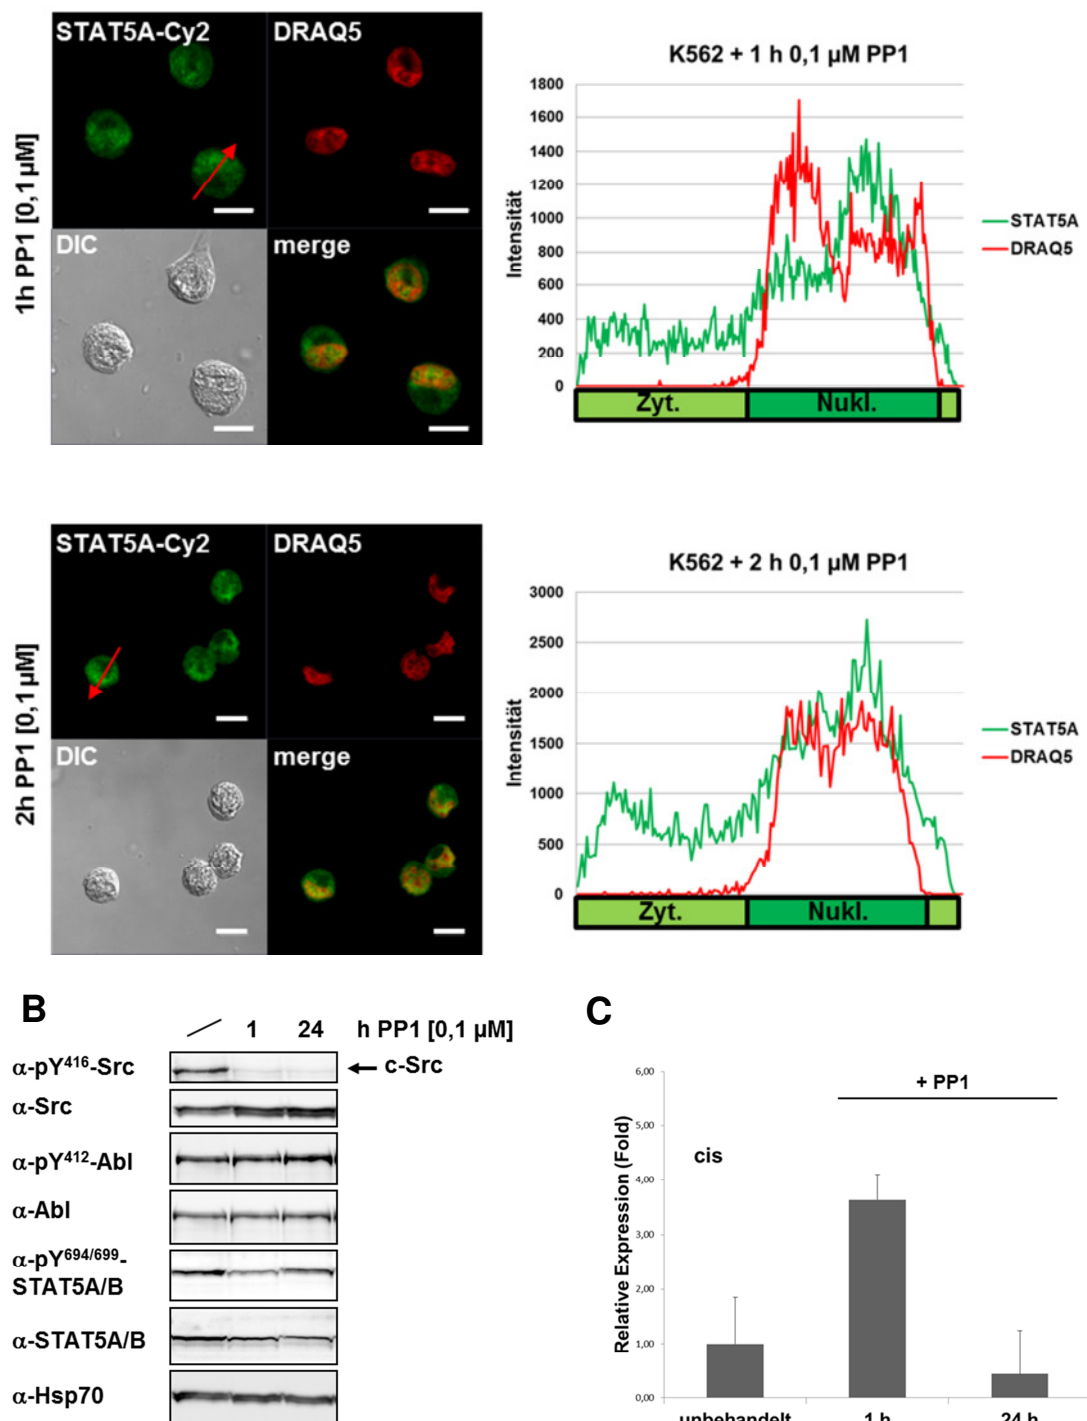 STAT5A-Cy2
DRAQ5
DIC
merge
1h PP1 [0,1 µM]
K562 + 1 h 0,1 µM PP1
Intensität
1800
1600
1400
1200
1000
800
600
400
200
0
Zyt.
Nukl.
STAT5A
DRAQ5
STAT5A-Cy2
DRAQ5
DIC
merge
2h PP1 [0,1 µM]
K562 + 2 h 0,1 µM PP1
Intensität
3000
2500
2000
1500
1000
500
0
Zyt.
Nukl.
STAT5A
DRAQ5
B
1 24 h PP1 [0,1 µM]
α-pY416-Src
c-Src
α-Src
α-pY412-Abl
α-Abl
α-pY694/699-
STAT5A/B
α-STAT5A/B
α-Hsp70
C
+ PP1
cis
Relative Expression (Fold)
6,00
5,00
4,00
3,00
2,00
1,00
0,00
unbehandelt
1 h
24 h